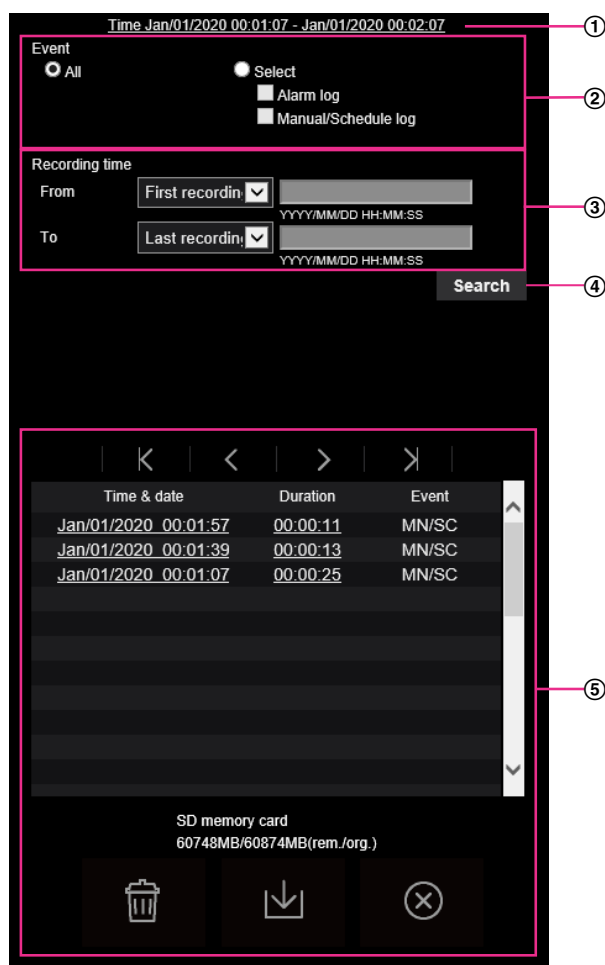 Time Jan/01/2020 00:01:07 - Jan/01/2020 00:02:07 ①
Event
All Select
Alarm log
Manual/Schedule log
②
Recording time
From First recordin
YYYY/MM/DD HH:MM:SS
③
To Last recording
YYYY/MM/DD HH:MM:SS
Search ④
Time & date Duration Event
Jan/01/2020 00:01:57 00:00:11 MN/SC
Jan/01/2020 00:01:39 00:00:13 MN/SC
Jan/01/2020 00:01:07 00:00:25 MN/SC
⑤
SD memory card
60748MB/60874MB(rem./org.)